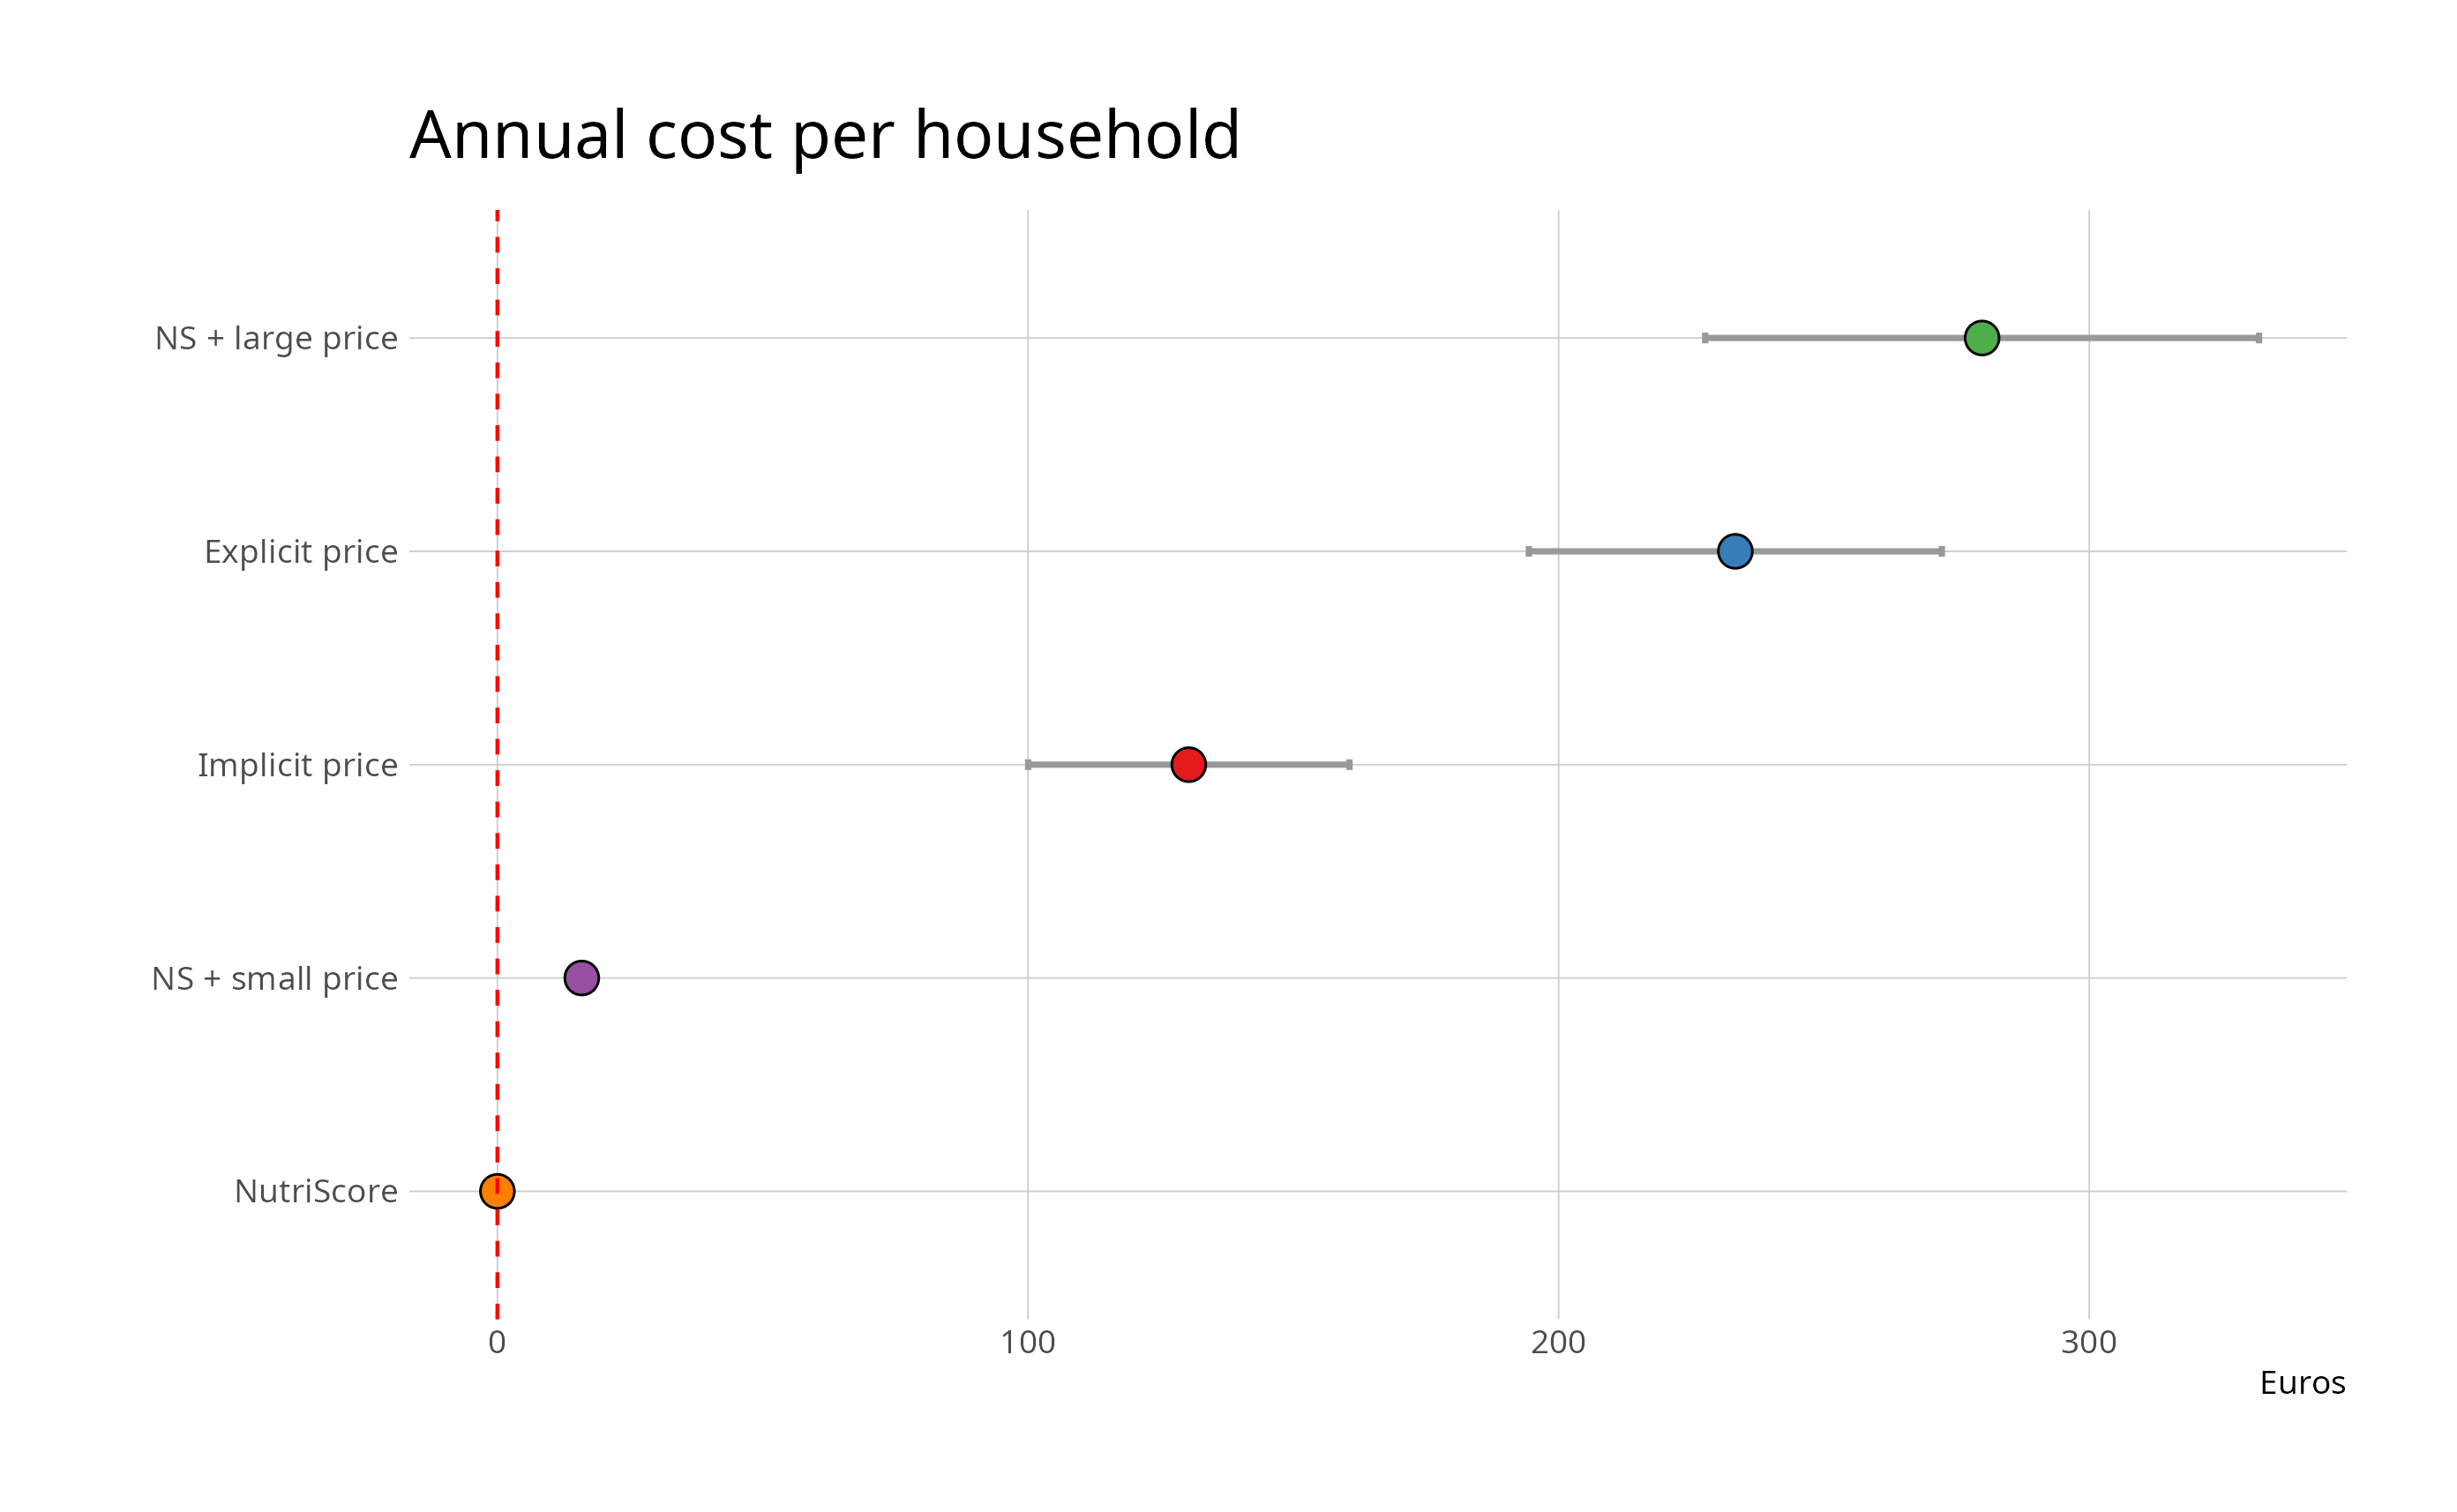 Annual cost per household
NS + large price
Explicit price
Implicit price
NS + small price
NutriScore
0 100 200 300
Euros